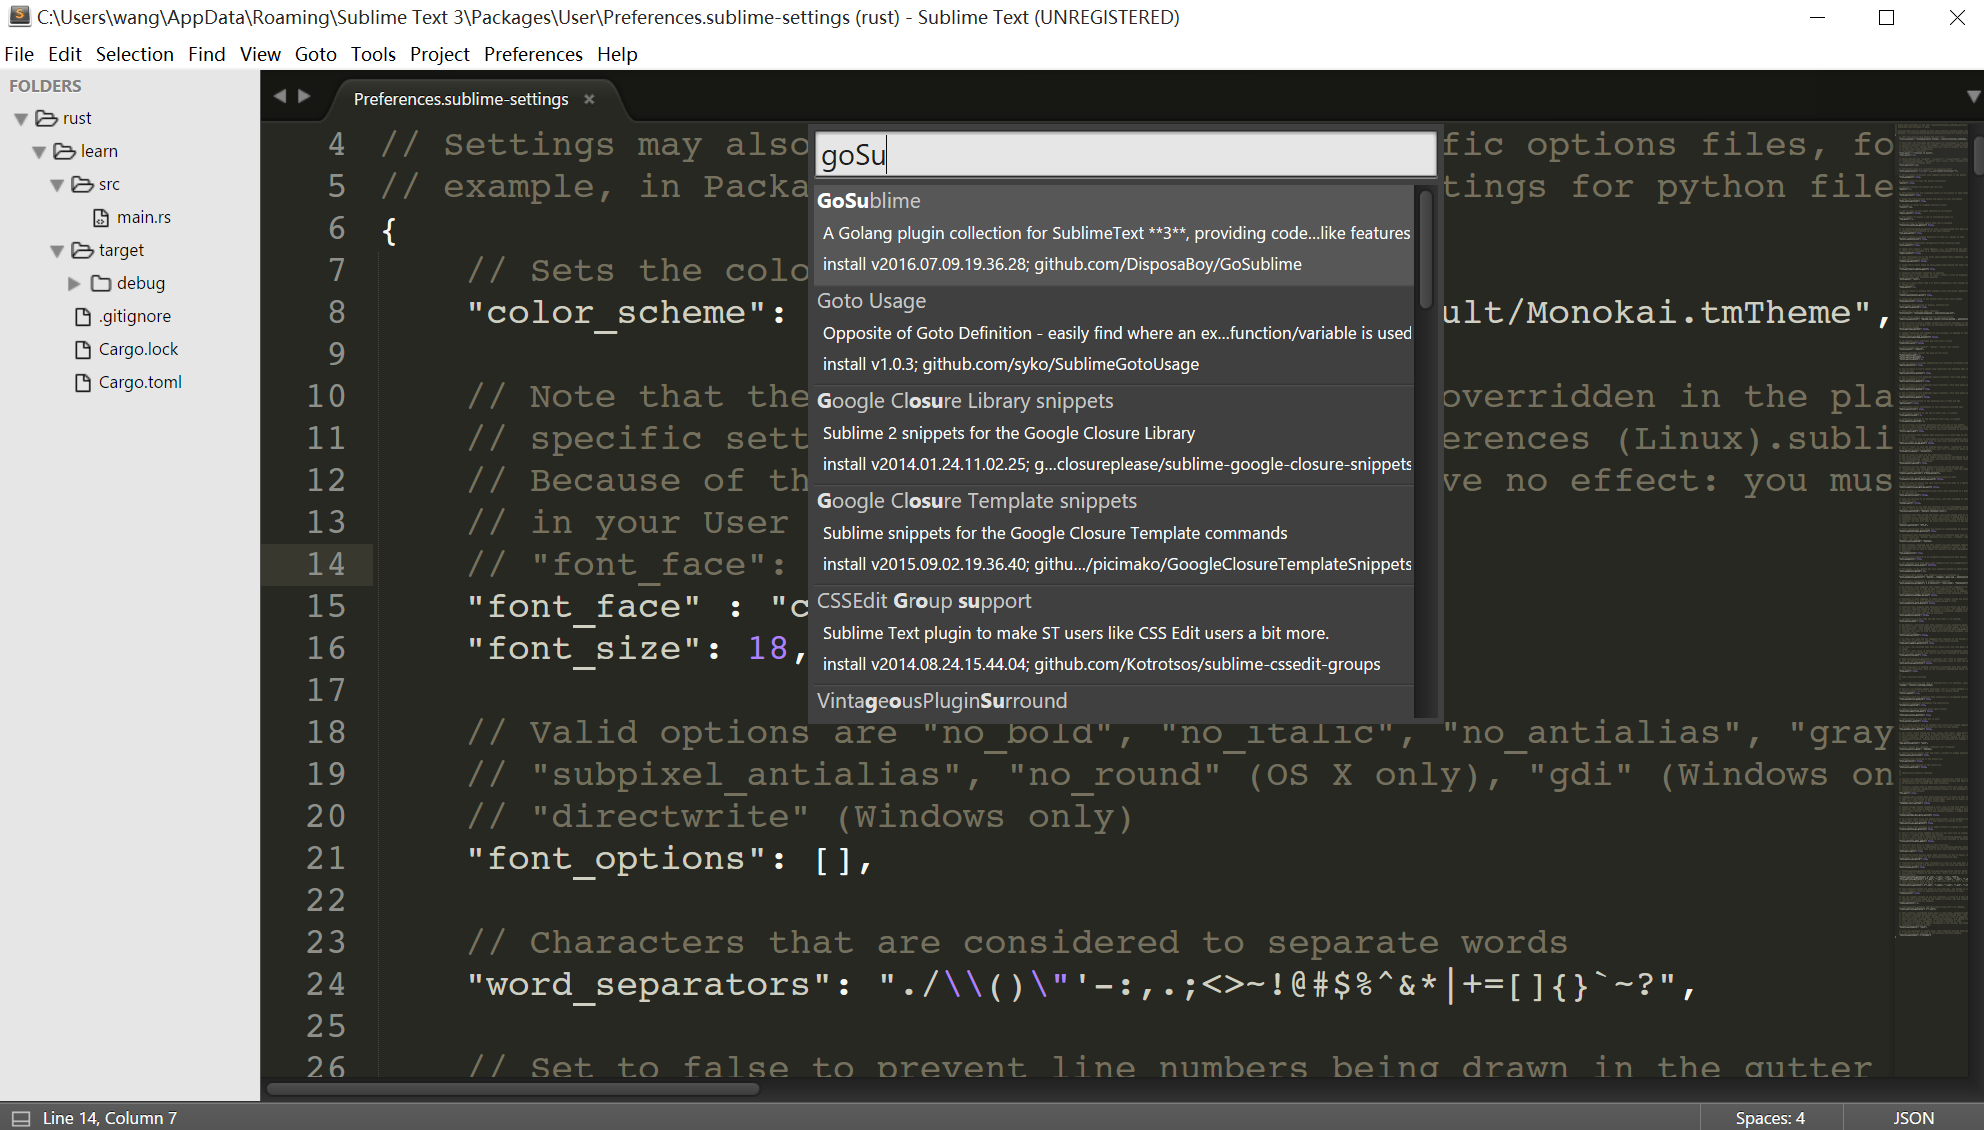 C:\Users\wang\AppData\Roaming\Sublime Text 3\Packages\User\Preferences.sublime-settings (rust) - Sublime Text (UNREGISTERED)
File Edit Selection Find View Goto Tools Project Preferences Help
FOLDERS
rust
learn
src
main.rs
target
debug
.gitignore
Cargo.lock
Cargo.toml
Preferences.sublime-settings
goSu
GoSublime
A Golang plugin collection for SublimeText **3**, providing code...like features
install v2016.07.09.19.36.28; github.com/DisposaBoy/GoSublime
Goto Usage
Opposite of Goto Definition - easily find where an ex...function/variable is used
install v1.0.3; github.com/syko/SublimeGotoUsage
Google Closure Library snippets
Sublime 2 snippets for the Google Closure Library
install v2014.01.24.11.02.25; g...closureplease/sublime-google-closure-snippets
Google Closure Template snippets
Sublime snippets for the Google Closure Template commands
install v2015.09.02.19.36.40; githu.../picimako/GoogleClosureTemplateSnippets
CSSEdit Group support
Sublime Text plugin to make ST users like CSS Edit users a bit more.
install v2014.08.24.15.44.04; github.com/Kotrotsos/sublime-cssedit-groups
VintageousPluginSurround
4 // Settings may also fic options files, fo
5 // example, in Packa tings for python file
6 {
7 // Sets the colo
8 "color_scheme": ult/Monokai.tmTheme",
9
10 // Note that the overridden in the pla
11 // specific sett erences (Linux).subli
12 // Because of th ve no effect: you mus
13 // in your User
14 // "font_face":
15 "font_face" : "c
16 "font_size": 18,
17
18 // Valid options are "no_bold", "no_italic", "no_antialias", "gray
19 // "subpixel_antialias", "no_round" (OS X only), "gdi" (Windows on
20 // "directwrite" (Windows only)
21 "font_options": [],
22
23 // Characters that are considered to separate words
24 "word_separators": "./\\()\"'-:,.;<>~!@#$%^&*|+=[]{}`~?",
25
26 // Set to false to prevent line numbers being drawn in the gutter
Line 14, Column 7
Spaces: 4
JSON